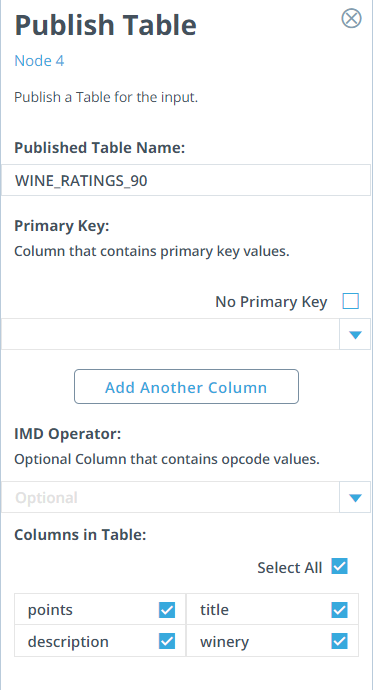 Publish Table
Node 4
Publish a Table for the input.
Published Table Name:
WINE_RATINGS_90
Primary Key:
Column that contains primary key values.
No Primary Key
Add Another Column
IMD Operator:
Optional Column that contains opcode values.
Optional
Columns in Table:
Select All
points title
description winery